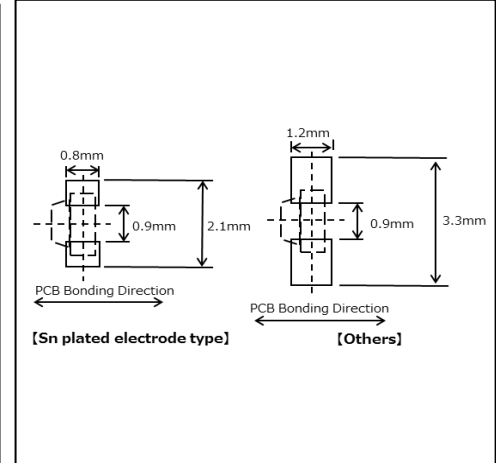 0.8mm
0.9mm
2.1mm
PCB Bonding Direction
【Sn plated electrode type】
1.2mm
0.9mm
3.3mm
PCB Bonding Direction
【Others】